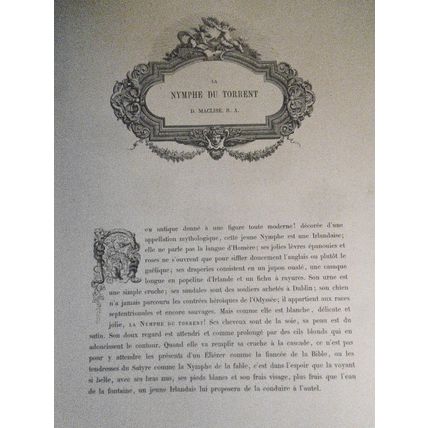 LA
NYMPHE DU TORRENT
D. MACLISE, R. A.
om antique donné à une figure toute moderne! décorée d'une
appellation mythologique, cette jeune Nymphe est une Irlandaise;
elle ne parle pas la langue d'Homère; ses jolies lèvres épanouies et
roses ne s'ouvrent que pour siffler doucement l'anglais ou plutôt le
gaélique; ses draperies consistent en un jupon ouaté, une casaque
longue en popeline d'Irlande et un fichu à rayures. Son urne est
une simple cruche; ses sandales sont des souliers achetés à Dublin; son chien
n'a jamais parcouru les contrées héroïques de l'Odyssée; il appartient aux races
septentrionales et encore sauvages. Mais comme elle est blanche, délicate et
jolie, LA NYMPHE DU TORRENT! Ses cheveux sont de la soie, sa peau est du
satin. Son doux regard est attendri et comme prolongé par des cils blonds qui en
adoucissent le contour. Quand elle va remplir sa cruche à la cascade, ce n'est pas
pour y attendre les présents d'un Éliézer comme la fiancée de la Bible, ou les
tendresses du Satyre comme la Nymphe de la fable, c'est dans l'espoir que la voyant
si belle, avec ses bras nus, ses pieds blancs et son frais visage, plus frais que l'eau
de la fontaine, un jeune Irlandais lui proposera de la conduire à l'autel.